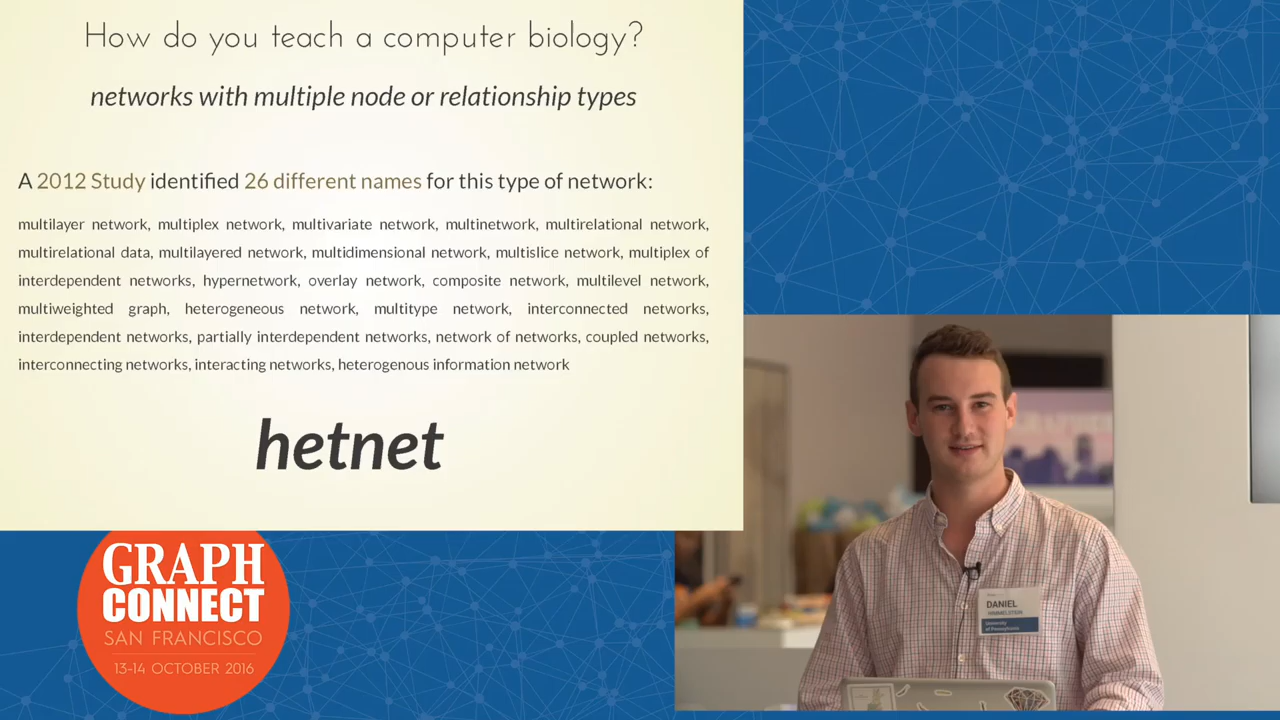 How do you teach a computer biology?
networks with multiple node or relationship types
A 2012 Study identified 26 different names for this type of network:
multilayer network, multiplex network, multivariate network, multinetwork, multirelational network,
multirelational data, multilayered network, multidimensional network, multislice network, multiplex of
interdependent networks, hypernetwork, overlay network, composite network, multilevel network,
multiweighted graph, heterogeneous network, multitype network, interconnected networks,
interdependent networks, partially interdependent networks, network of networks, coupled networks,
interconnecting networks, interacting networks, heterogenous information network
hetnet
GRAPH
CONNECT
SAN FRANCISCO
13-14 OCTOBER 2016
DANIEL
HIMMELSTEIN
University
of Pennsylvania